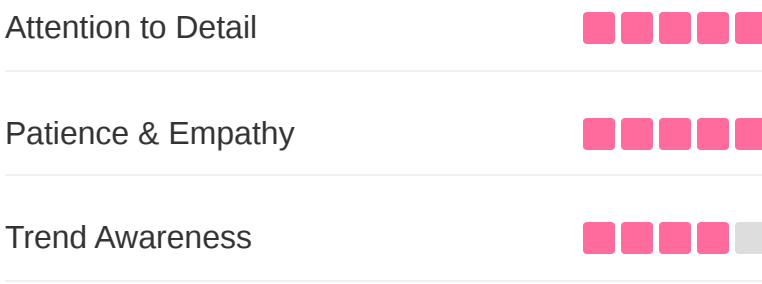 Attention to Detail
Patience & Empathy
Trend Awareness